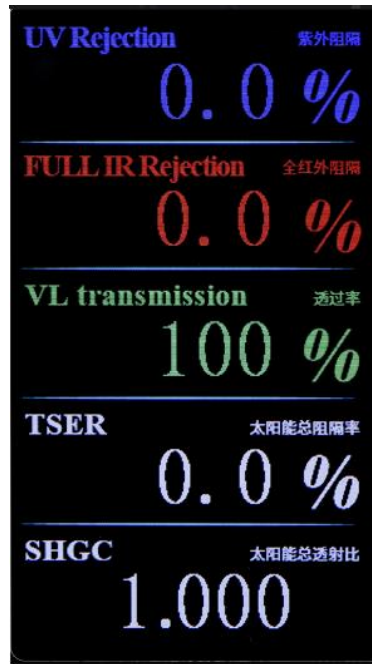 UV Rejection 紫外阻隔
0.0 %
FULL IR Rejection 全红外阻隔
0.0 %
VL transmission 透过率
100 %
TSER 太阳能总阻隔率
0.0 %
SHGC 太阳能总透射比
1.000